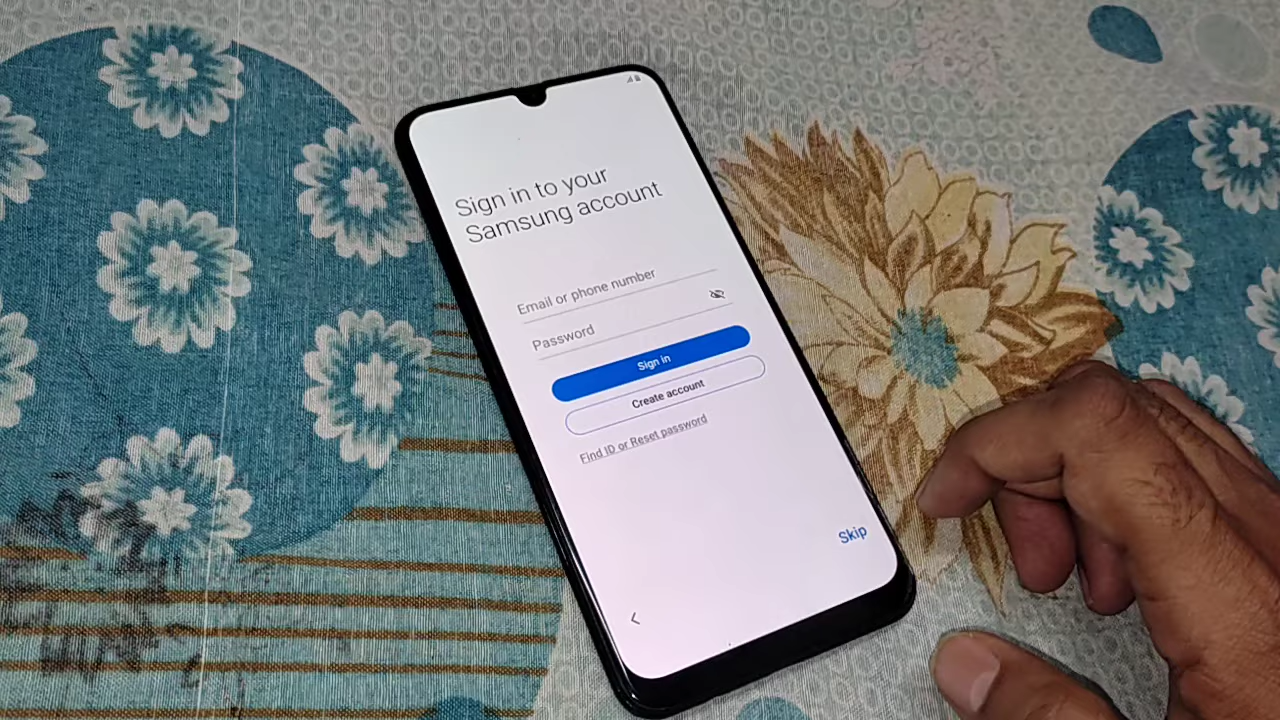 Sign in to your
Samsung account
Email or phone number
Password
Sign in
Create account
Find ID or Reset password
Skip